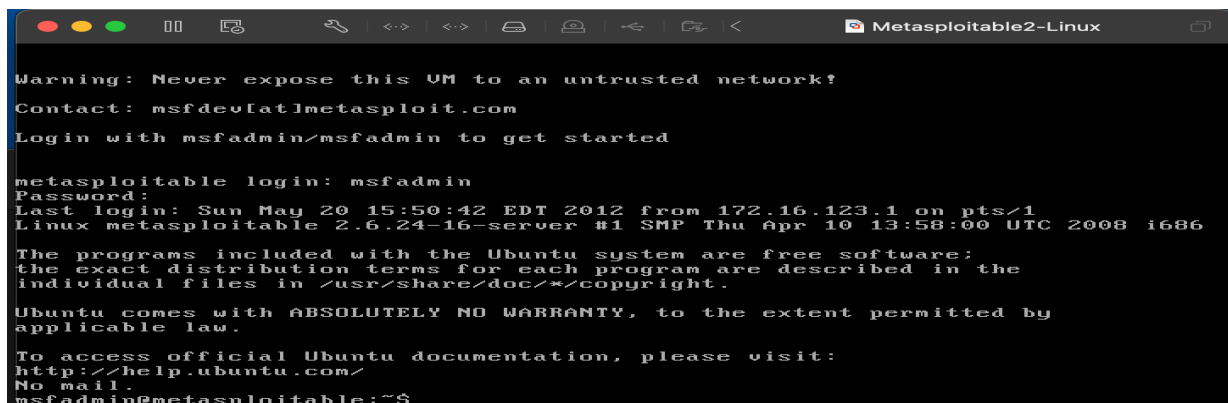 Metasploitable2-Linux
Warning: Never expose this VM to an untrusted network!
Contact: msfdev[at]metasploit.com
Login with msfadmin/msfadmin to get started
metasploitable login: msfadmin
Password:
Last login: Sun May 20 15:50:42 EDT 2012 from 172.16.123.1 on pts/1
Linux metasploitable 2.6.24-16-server #1 SMP Thu Apr 10 13:58:00 UTC 2008 i686
The programs included with the Ubuntu system are free software;
the exact distribution terms for each program are described in the
individual files in /usr/share/doc/*/copyright.
Ubuntu comes with ABSOLUTELY NO WARRANTY, to the extent permitted by
applicable law.
To access official Ubuntu documentation, please visit:
http://help.ubuntu.com/
No mail.
msfadmin@metasploitable:~$